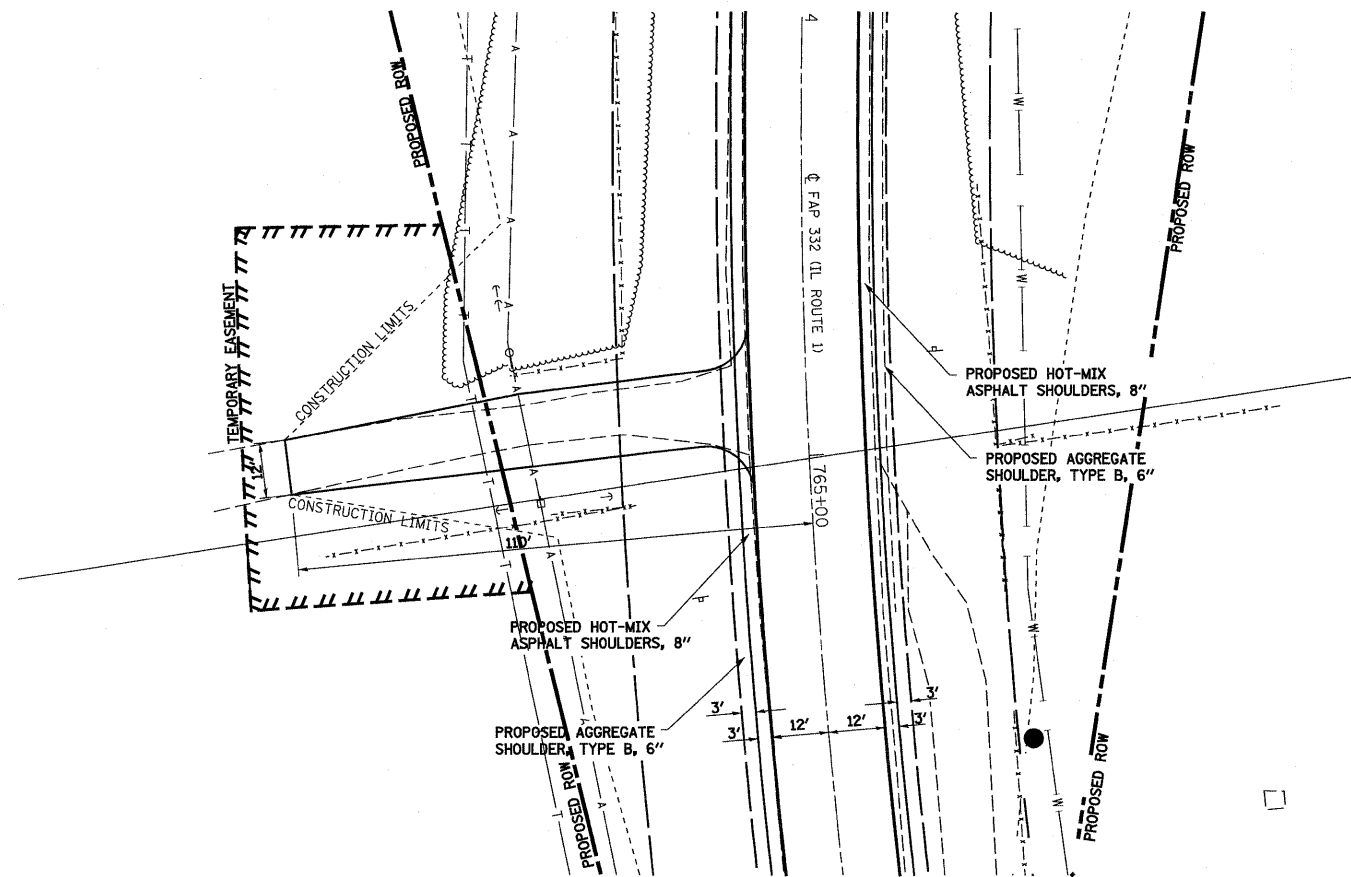 4
PROPOSED ROW
PROPOSED ROW
℄ FAP 332 (IL ROUTE 1)
TEMPORARY EASEMENT
CONSTRUCTION LIMITS
PROPOSED HOT-MIX
ASPHALT SHOULDERS, 8"
12'
PROPOSED AGGREGATE
SHOULDER, TYPE B, 6"
765+00
CONSTRUCTION LIMITS
110'
PROPOSED HOT-MIX
ASPHALT SHOULDERS, 8"
3'
3'
PROPOSED AGGREGATE
SHOULDER, TYPE B, 6"
3'
12'
12'
3'
PROPOSED ROW
PROPOSED ROW